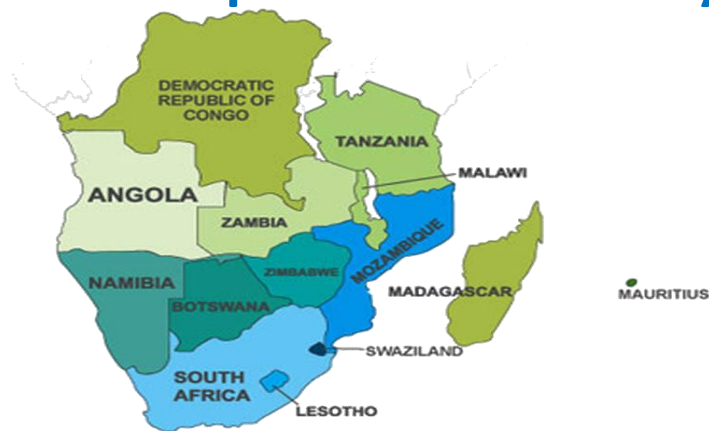 DEMOCRATIC
REPUBLIC OF
CONGO
TANZANIA
MALAWI
ANGOLA
ZAMBIA
MOZAMBIQUE
ZIMBABWE
NAMIBIA
BOTSWANA
MADAGASCAR
MAURITIUS
SWAZILAND
SOUTH
AFRICA
LESOTHO